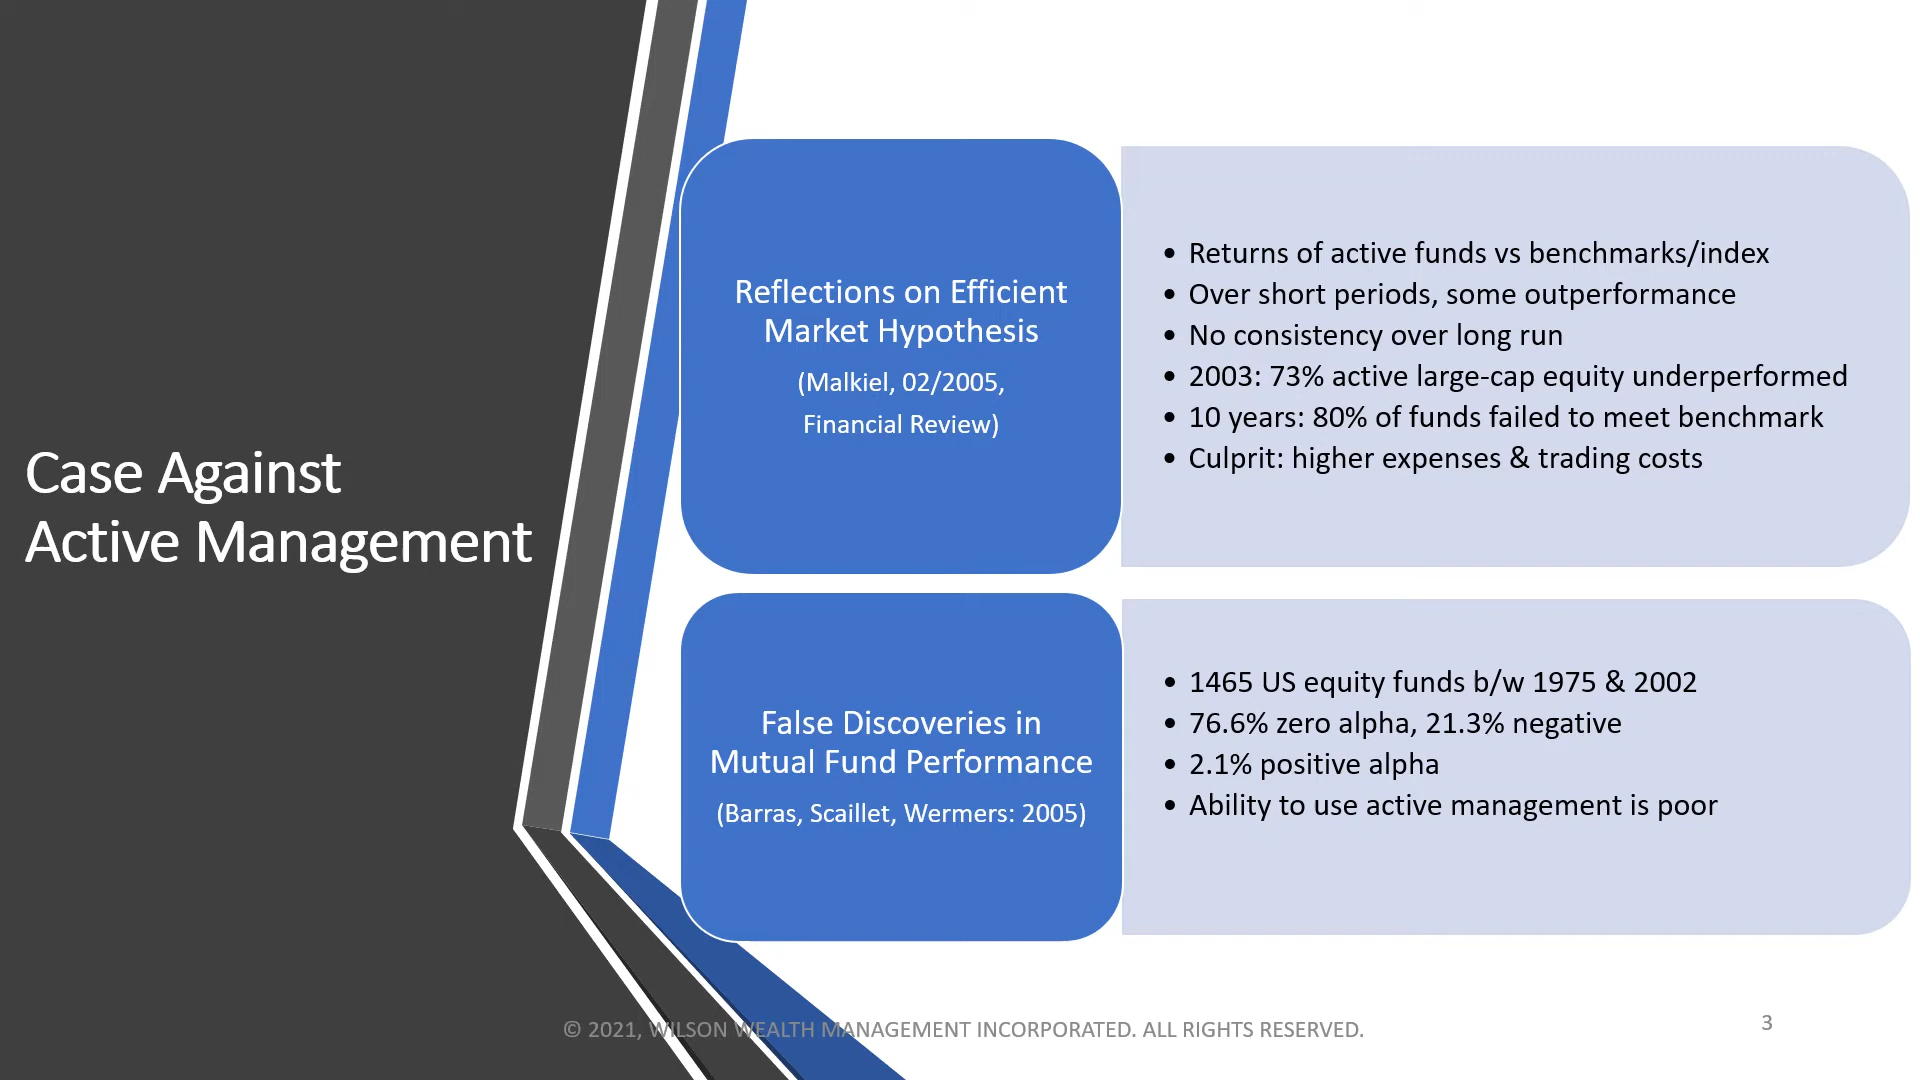 Case Against
Active Management
Reflections on Efficient
Market Hypothesis
(Malkiel, 02/2005,
Financial Review)
• Returns of active funds vs benchmarks/index
• Over short periods, some outperformance
• No consistency over long run
• 2003: 73% active large-cap equity underperformed
• 10 years: 80% of funds failed to meet benchmark
• Culprit: higher expenses & trading costs
False Discoveries in
Mutual Fund Performance
(Barras, Scaillet, Wermers: 2005)
• 1465 US equity funds b/w 1975 & 2002
• 76.6% zero alpha, 21.3% negative
• 2.1% positive alpha
• Ability to use active management is poor
© 2021, WILSON WEALTH MANAGEMENT INCORPORATED. ALL RIGHTS RESERVED.
3